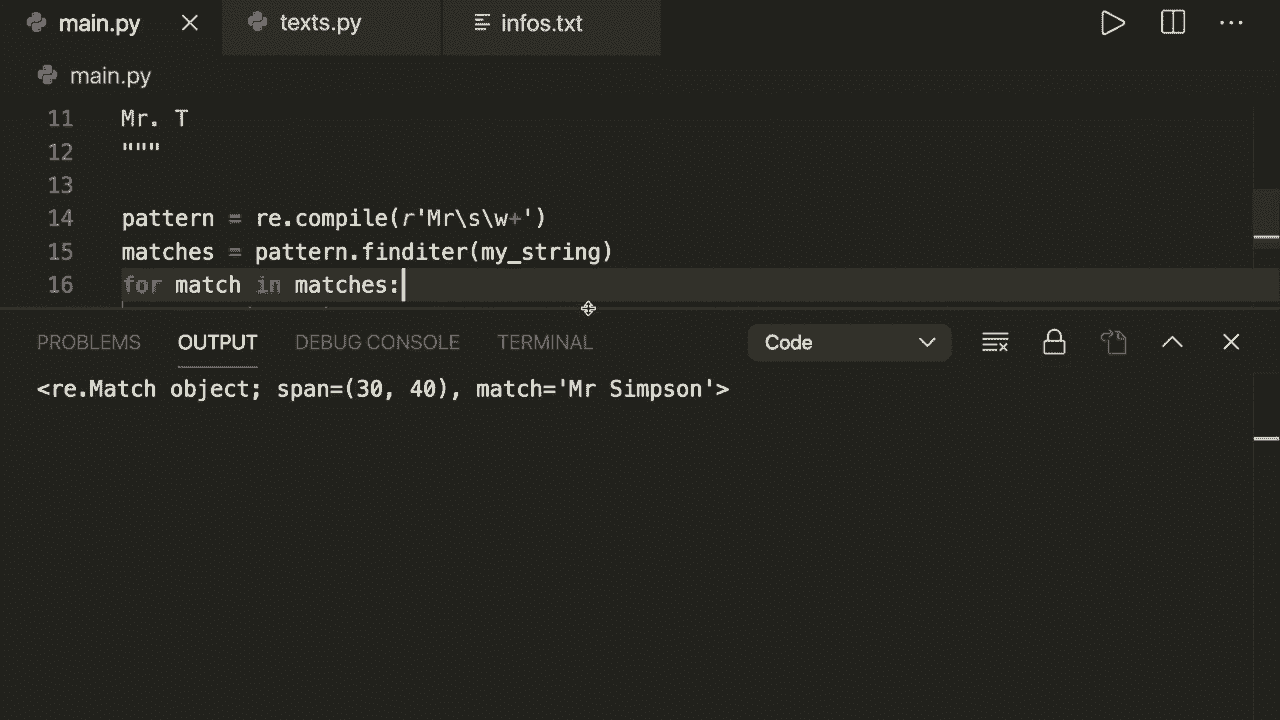 main.py texts.py infos.txt
main.py
11 Mr. T
12 """
13
14 pattern = re.compile(r'Mr\s\w+')
15 matches = pattern.finditer(my_string)
16 for match in matches:
PROBLEMS OUTPUT DEBUG CONSOLE TERMINAL Code
<re.Match object; span=(30, 40), match='Mr Simpson'>